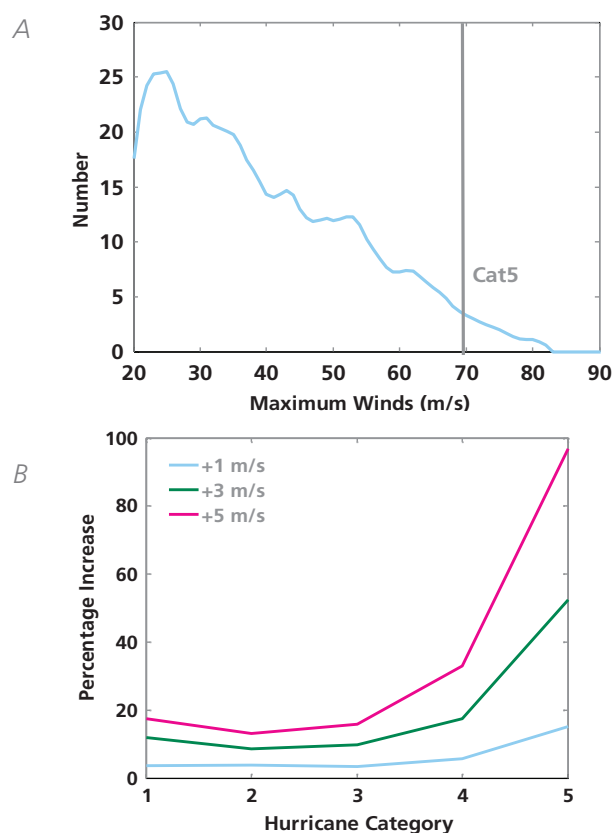 A
30
25
20
15
10
5
0
Number
Cat5
20 30 40 50 60 70 80 90
Maximum Winds (m/s)
B
100
80
60
40
20
0
Percentage Increase
+1 m/s
+3 m/s
+5 m/s
1 2 3 4 5
Hurricane Category